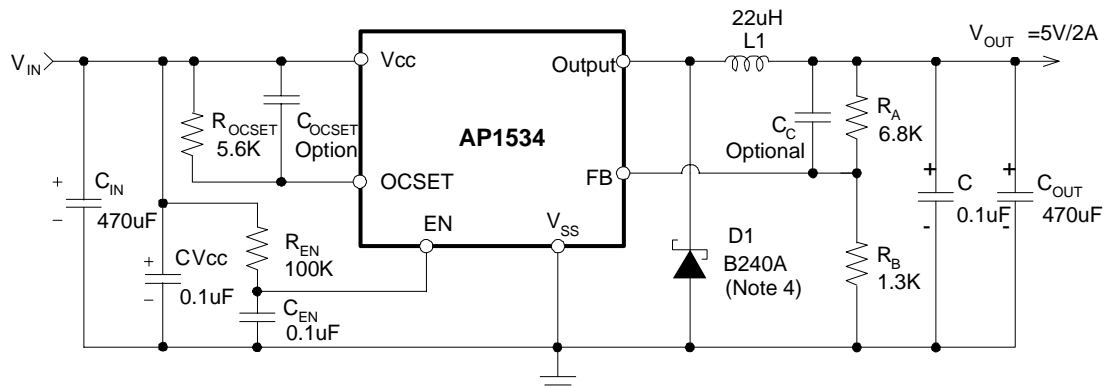 22uH
L1
V_OUT =5V/2A
V_IN
Vcc
Output
R_OCSET
5.6K
C_OCSET
Option
AP1534
C_C
Optional
R_A
6.8K
OCSET
FB
+
C_IN
470uF
−
EN
V_SS
+
C
0.1uF
-
+
C_OUT
470uF
-
R_EN
100K
D1
B240A
(Note 4)
R_B
1.3K
+
CVcc
0.1uF
−
C_EN
0.1uF